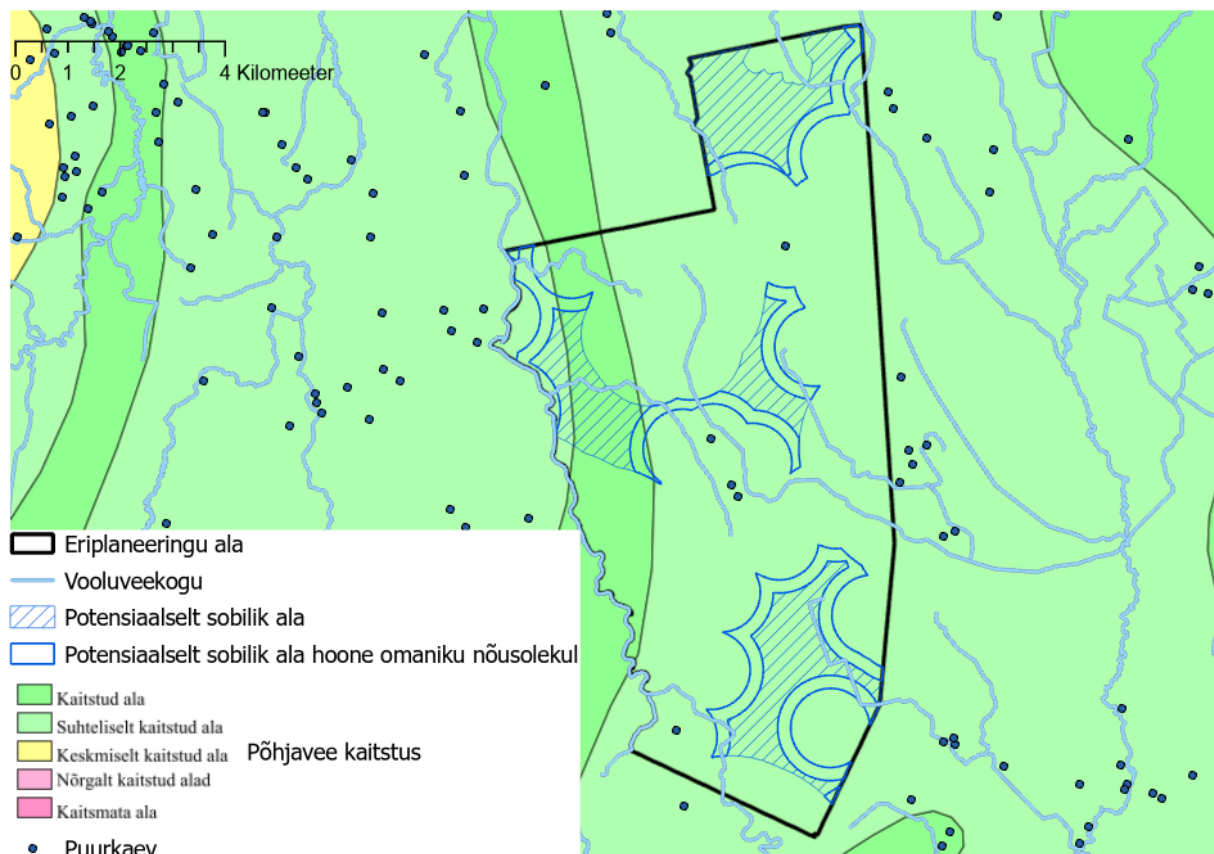 0 1 2 4 Kilomeeter
Eriplaneeringu ala
Vooluveekogu
Potensiaalselt sobilik ala
Potensiaalselt sobilik ala hoone omaniku nõusolekul
Kaitstud ala
Suhteliselt kaitstud ala
Keskmiselt kaitstud ala Põhjavee kaitstus
Nõrgalt kaitstud alad
Kaitsmata ala
Puurkaev